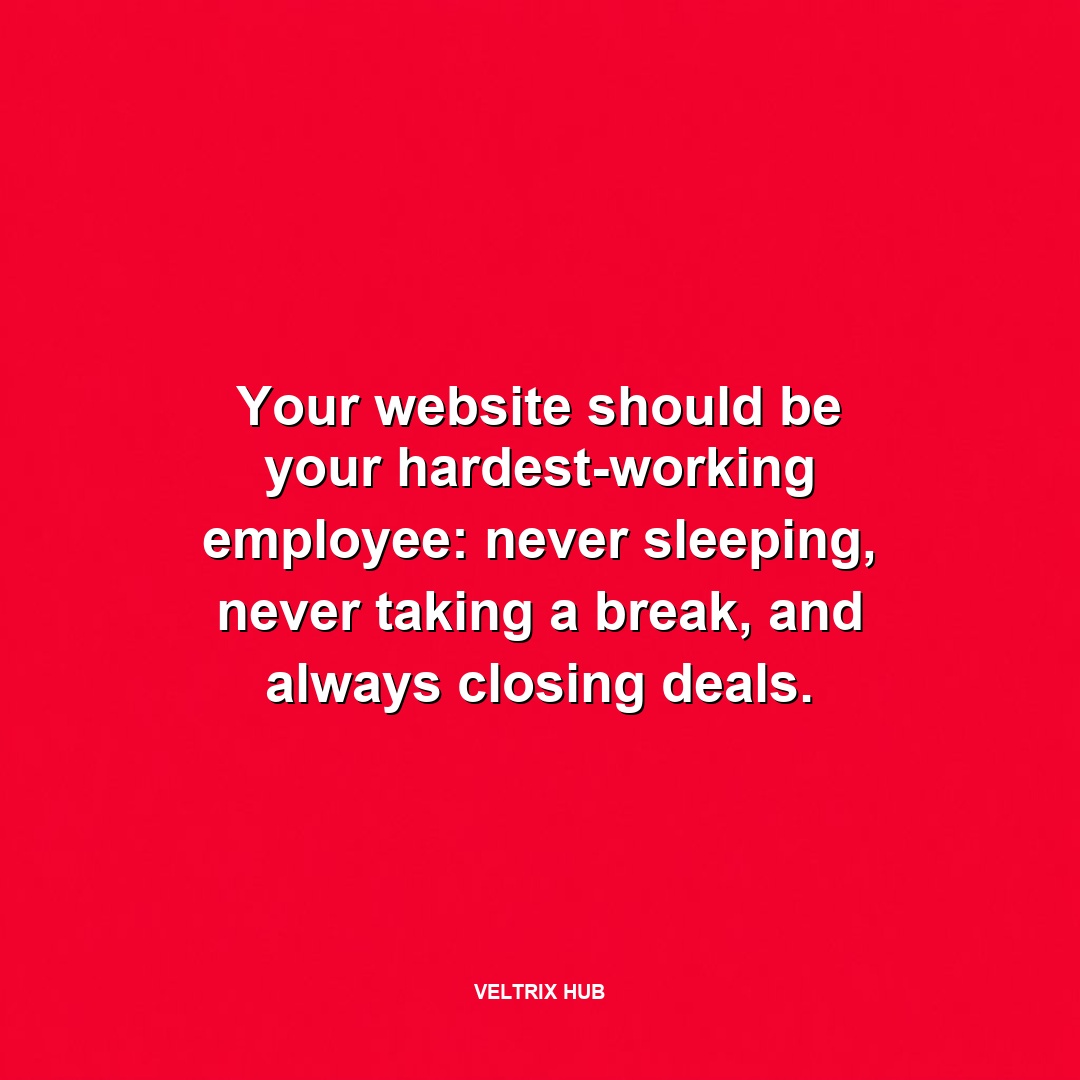 Your website should be
your hardest-working
employee: never sleeping,
never taking a break, and
always closing deals.
VELTRIX HUB